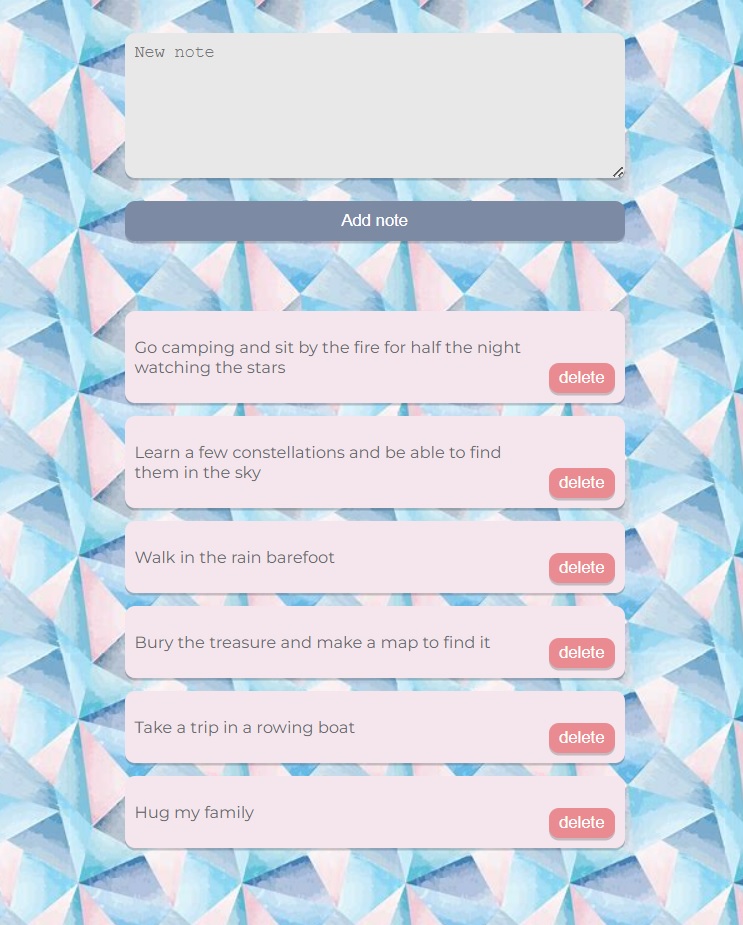 New note
Add note
Go camping and sit by the fire for half the night
watching the stars
delete
Learn a few constellations and be able to find
them in the sky
delete
Walk in the rain barefoot
delete
Bury the treasure and make a map to find it
delete
Take a trip in a rowing boat
delete
Hug my family
delete